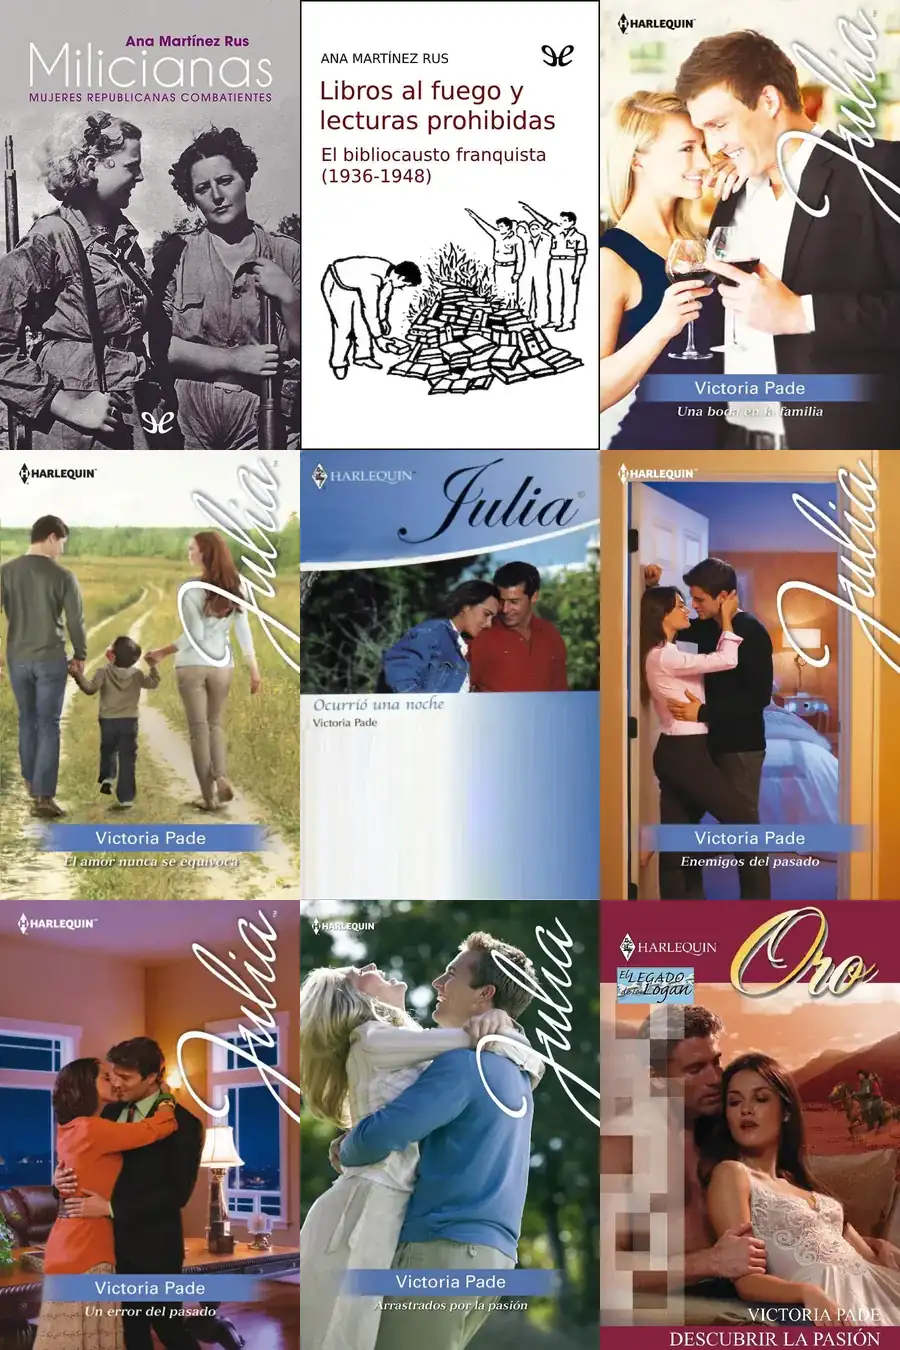 Ana Martínez Rus
Milicianas
MUJERES REPUBLICANAS COMBATIENTES
ANA MARTÍNEZ RUS
Libros al fuego y
lecturas prohibidas
El bibliocausto franquista
(1936-1948)
HARLEQUIN
Julia
Victoria Pade
Una boda en la familia
HARLEQUIN
Julia
Victoria Pade
El amor nunca se equivoca
HARLEQUIN
Julia
Ocurrió una noche
Victoria Pade
HARLEQUIN
Julia
Victoria Pade
Enemigos del pasado
HARLEQUIN
Julia
Victoria Pade
Un error del pasado
HARLEQUIN
Julia
Victoria Pade
Arrastrados por la pasión
HARLEQUIN
Oro
EL LEGADO
de los LOGAN
VICTORIA PADE
DESCUBRIR LA PASIÓN